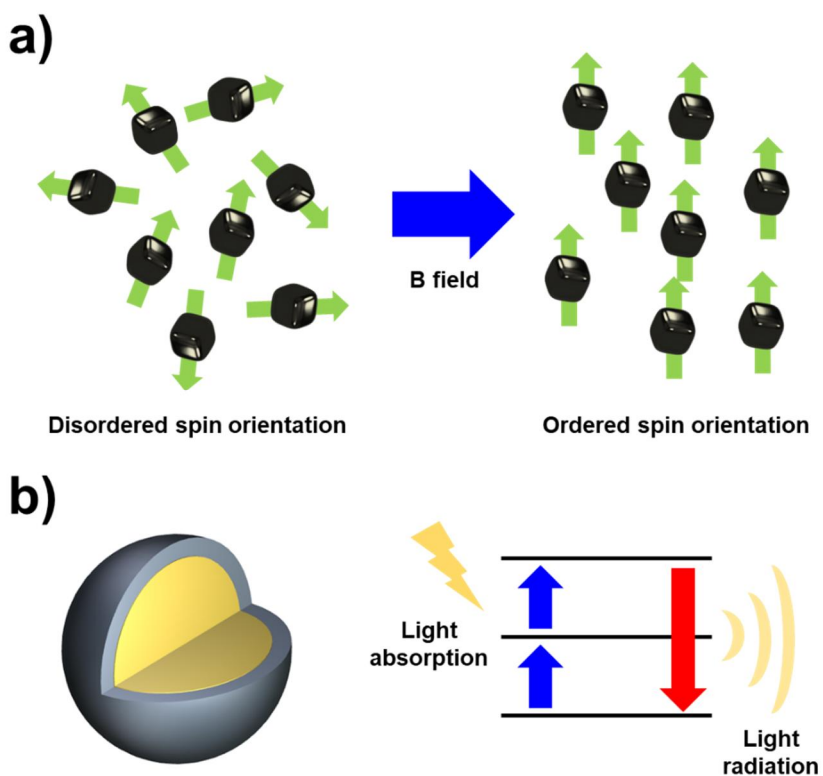 a)
B field
Disordered spin orientation
Ordered spin orientation
b)
Light
absorption
Light
radiation